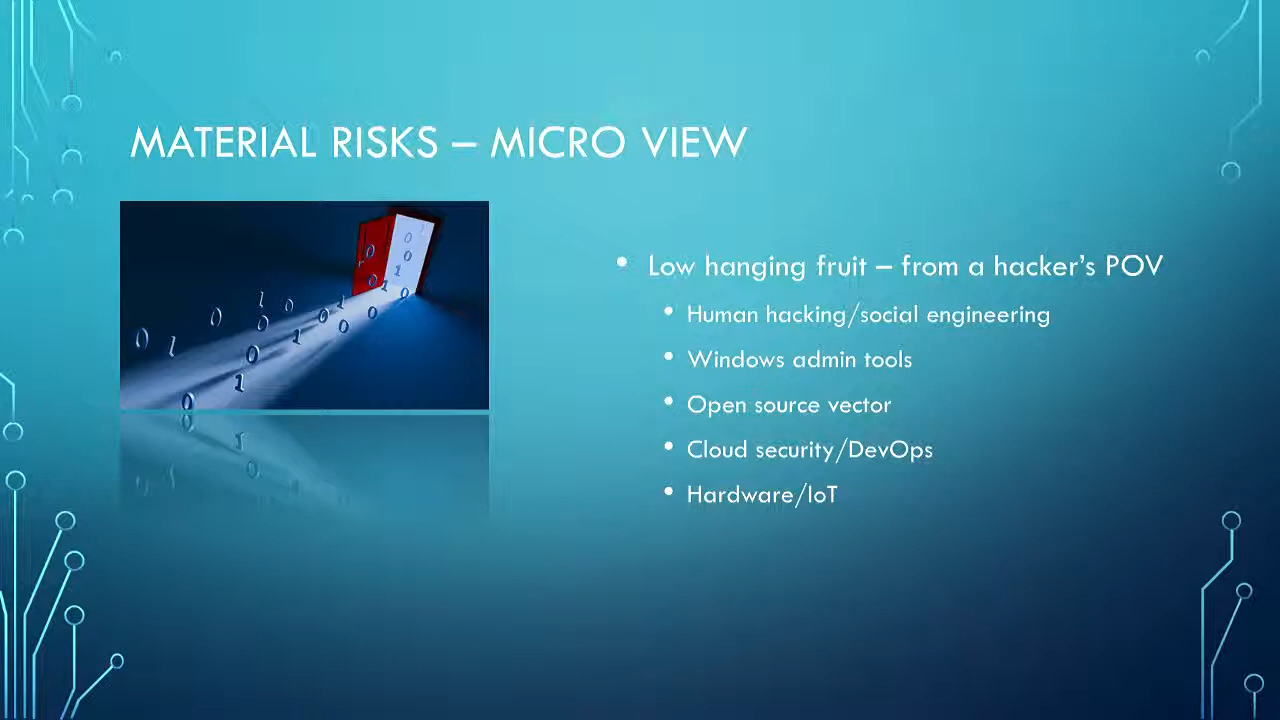 MATERIAL RISKS – MICRO VIEW
• Low hanging fruit – from a hacker’s POV
• Human hacking/social engineering
• Windows admin tools
• Open source vector
• Cloud security/DevOps
• Hardware/IoT